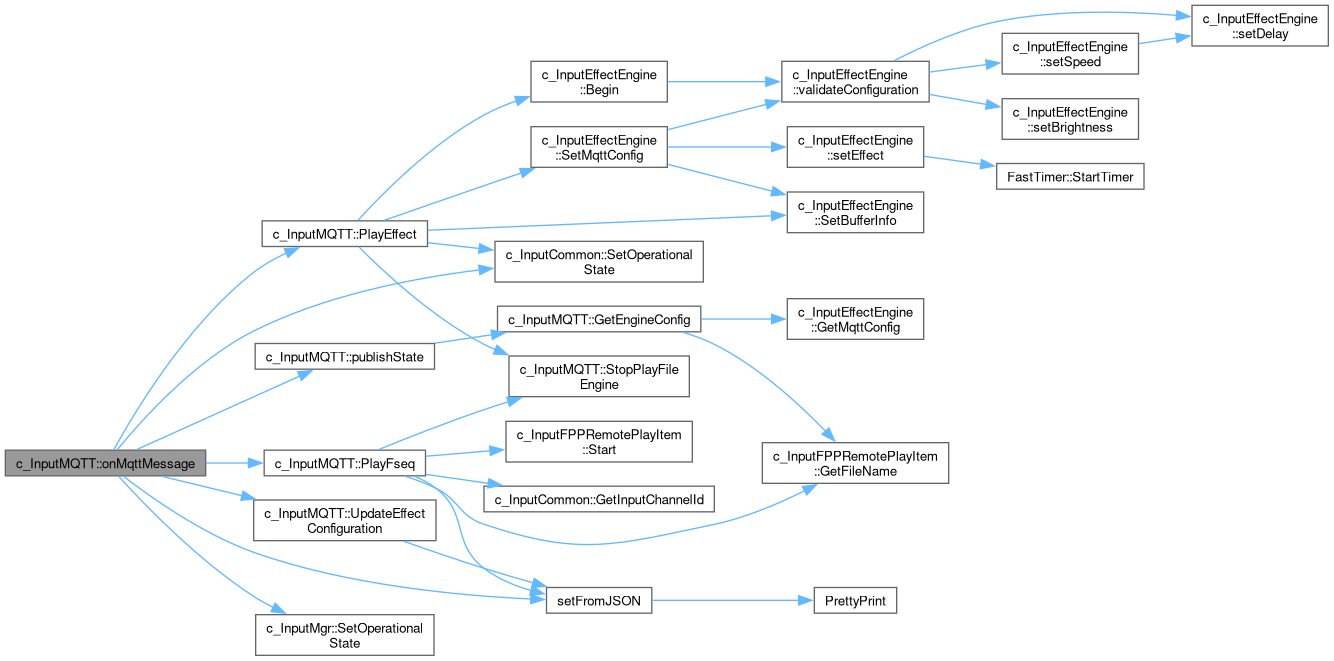 c_InputMQTT::onMqttMessage
c_InputMQTT::PlayEffect
c_InputEffectEngine
::Begin
c_InputEffectEngine
::validateConfiguration
c_InputEffectEngine
::setDelay
c_InputEffectEngine
::setSpeed
c_InputEffectEngine
::setBrightness
c_InputEffectEngine
::SetMqttConfig
c_InputEffectEngine
::setEffect
FastTimer::StartTimer
c_InputEffectEngine
::SetBufferInfo
c_InputCommon::SetOperational
State
c_InputMQTT::publishState
c_InputMQTT::GetEngineConfig
c_InputEffectEngine
::GetMqttConfig
c_InputMQTT::StopPlayFile
Engine
c_InputMQTT::PlayFseq
c_InputFPPRemotePlayItem
::Start
c_InputFPPRemotePlayItem
::GetFileName
c_InputCommon::GetInputChannelId
c_InputMQTT::UpdateEffect
Configuration
setFromJSON
PrettyPrint
c_InputMgr::SetOperational
State